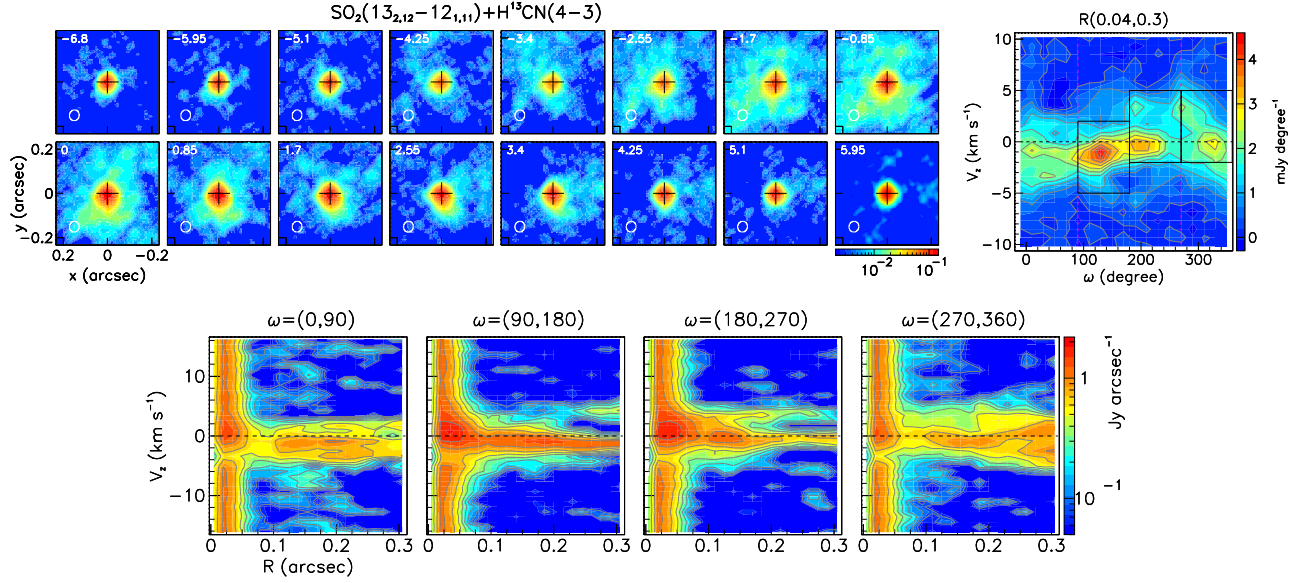 SO₂(13₂,₁₂−12₁,₁₁)+H¹³CN(4−3)
−6.8 −5.95 −5.1 −4.25 −3.4 −2.55 −1.7 −0.85
0.2 0 0.85 1.7 2.55 3.4 4.25 5.1 5.95
0
−0.2
y (arcsec)
0.2 0 −0.2
x (arcsec)
10⁻² 10⁻¹
R(0.04,0.3)
10
5
0
−5
−10
V_z (km s⁻¹)
0 100 200 300
ω (degree)
4
3
2
1
0
mJy degree⁻¹
ω=(0,90) ω=(90,180) ω=(180,270) ω=(270,360)
10
0
−10
V_z (km s⁻¹)
0 0.1 0.2 0.3 0.1 0.2 0.3 0.1 0.2 0.3 0.1 0.2 0.3
R (arcsec)
1
10⁻¹
Jy arcsec⁻¹